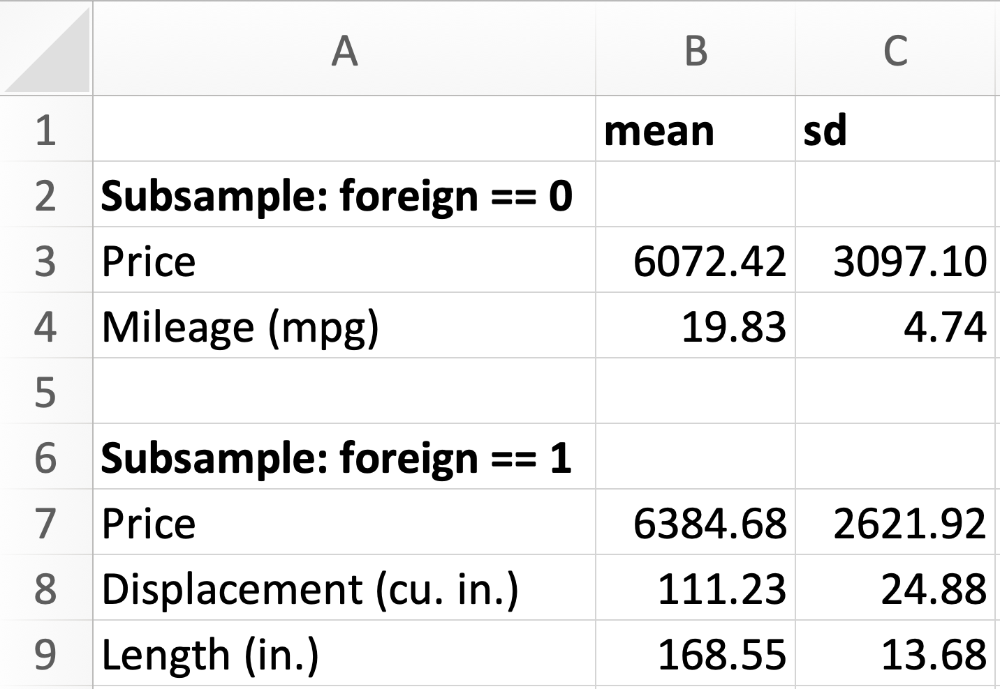 A B C
1 mean sd
2 Subsample: foreign == 0
3 Price 6072.42 3097.10
4 Mileage (mpg) 19.83 4.74
5
6 Subsample: foreign == 1
7 Price 6384.68 2621.92
8 Displacement (cu. in.) 111.23 24.88
9 Length (in.) 168.55 13.68